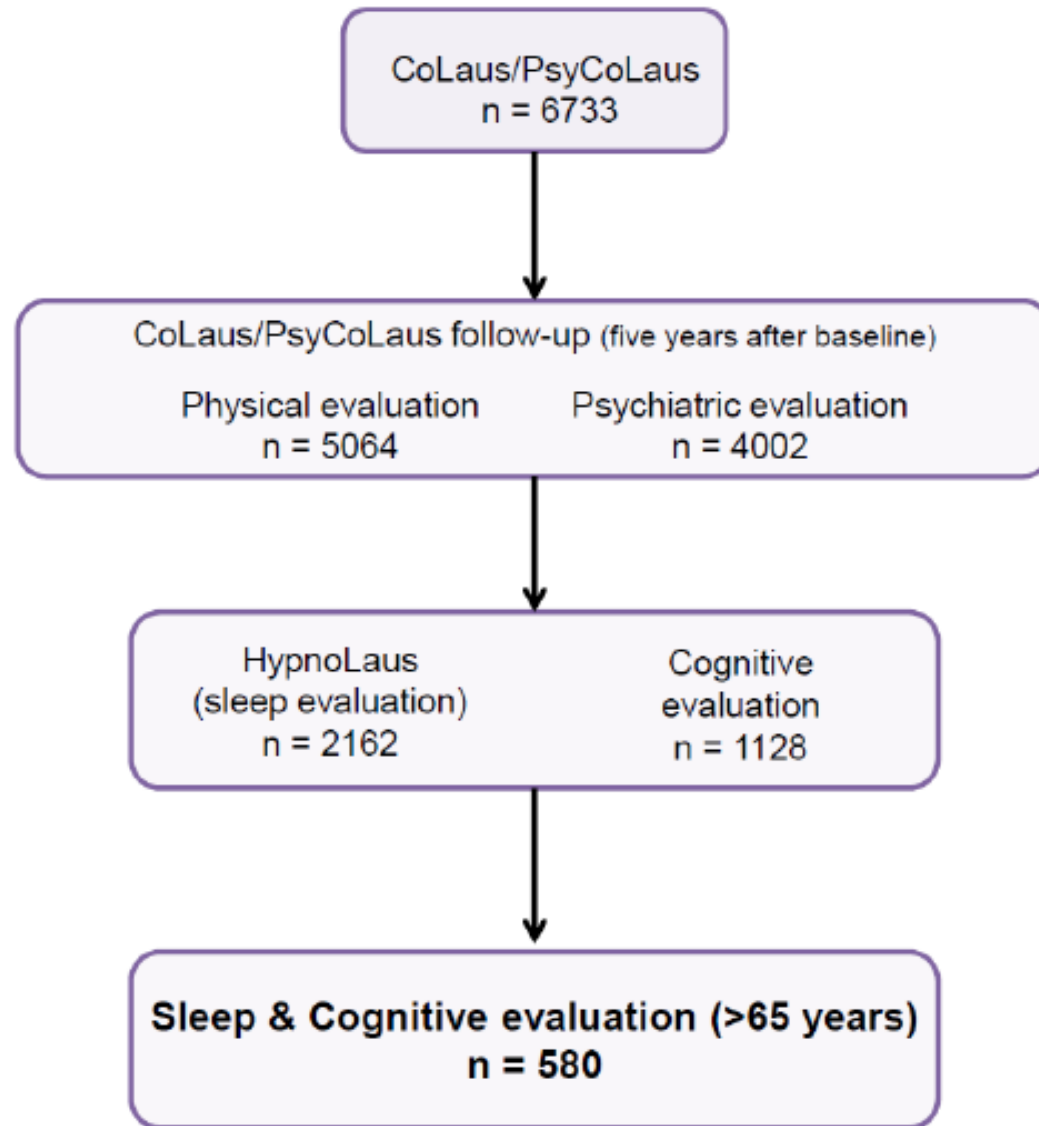 CoLaus/PsyCoLaus
n = 6733
CoLaus/PsyCoLaus follow-up (five years after baseline)
Physical evaluation
n = 5064
Psychiatric evaluation
n = 4002
HypnoLaus
(sleep evaluation)
n = 2162
Cognitive
evaluation
n = 1128
Sleep & Cognitive evaluation (>65 years)
n = 580